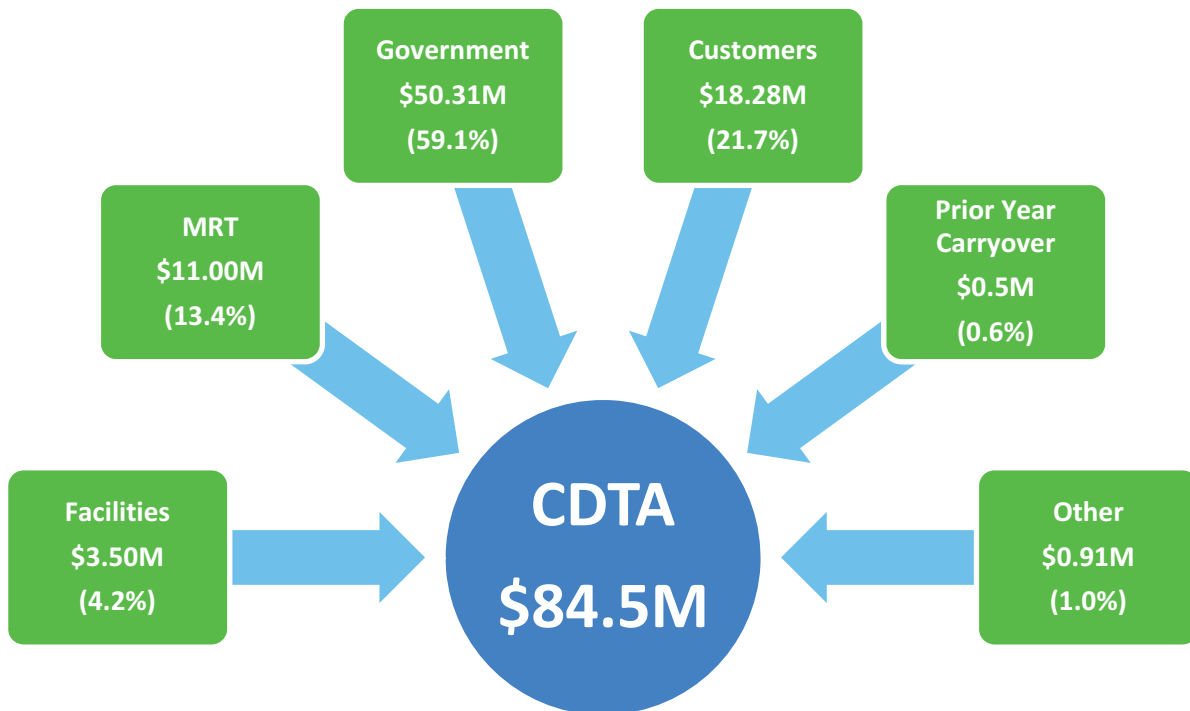 Government
$50.31M
(59.1%)
Customers
$18.28M
(21.7%)
MRT
$11.00M
(13.4%)
Prior Year
Carryover
$0.5M
(0.6%)
Facilities
$3.50M
(4.2%)
CDTA
$84.5M
Other
$0.91M
(1.0%)